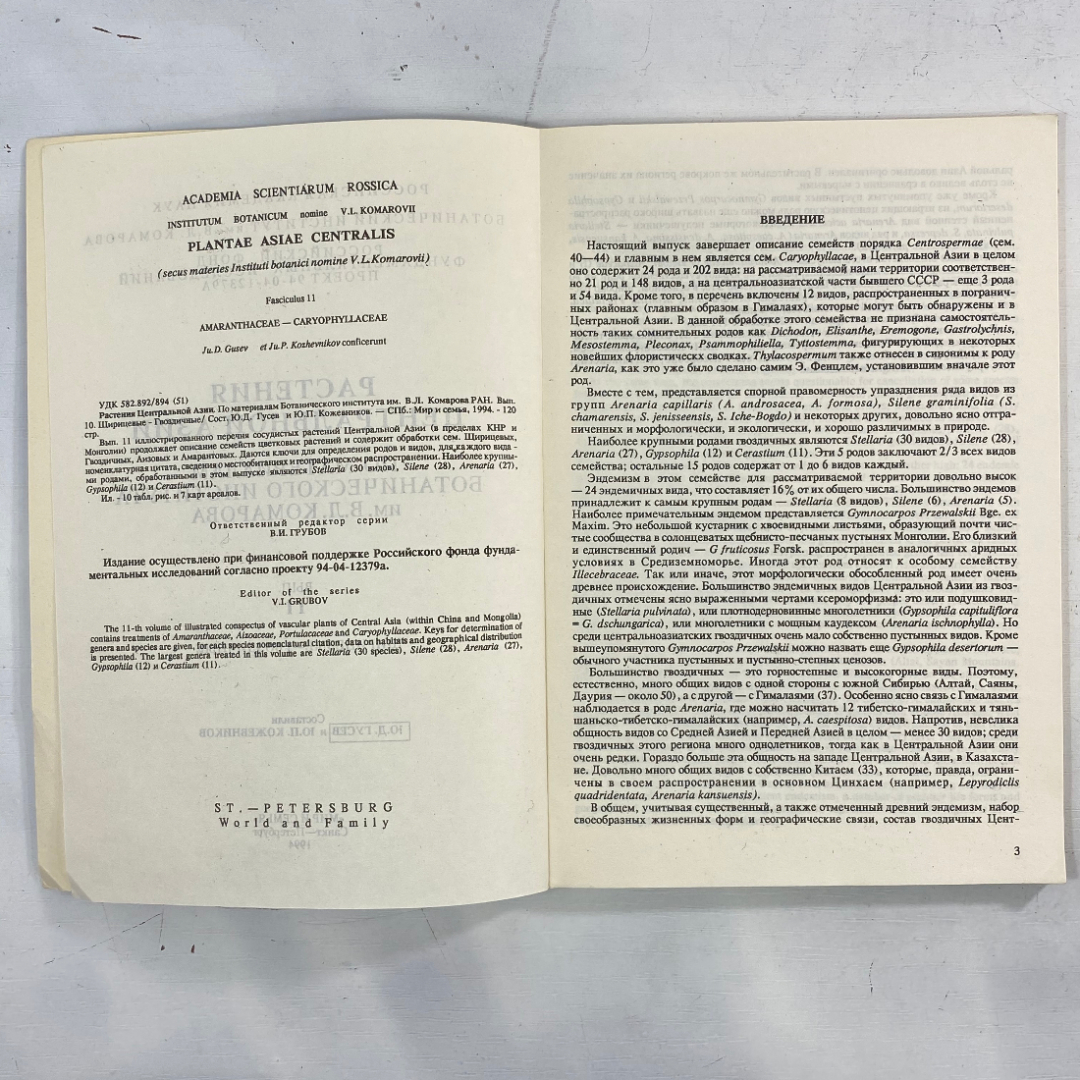 ACADEMIA SCIENTIARUM ROSSICA
INSTITUTUM BOTANICUM nomine V.L. KOMAROVII
PLANTAE ASIAE CENTRALIS
(secus materies Instituti botanici nomine V.L.Komarovii)
Fasciculus 11
AMARANTHACEAE — CARYOPHYLLACEAE
Ju.D. Gusev et Ju.P. Kozhevnikov conficerunt
УДК 582.892/894 (51)
Растения Центральной Азии. По материалам Ботанического института им. В.Л. Комарова РАН. Вып.
10. Щирицевые - Гвоздичные/ Сост. Ю.Д. Гусев и Ю.П. Кожевников. — СПб.: Мир и семья, 1994. - 120
стр.
Вып. 11 иллюстрированного перечня сосудистых растений Центральной Азии (в пределах КНР и
Монголии) продолжает описание семейств цветковых растений и содержит обработки сем. Щирицевых,
Гвоздичных, Аизовых и Амарантовых. Даются ключи для определения родов и видов, для каждого вида-
номенклатурная цитата, сведения о местообитаниях и географическом распространении. Наиболее крупны-
ми родами, обработанными в этом выпуске являются Stellaria (30 видов), Silene (28), Arenaria (27),
Gypsophila (12) и Cerastium (11).
Ил. - 10 табл. рис. и 7 карт ареалов.
Ответственный редактор серии
В.И. ГРУБОВ
Издание осуществлено при финансовой поддержке Российского фонда фунда-
ментальных исследований согласно проекту 94-04-12379а.
Editor of the series
V.I. GRUBOV
The 11-th volume of illustrated conspectus of vascular plants of Central Asia (within China and Mongolia)
contains treatments of Amaranthaceae, Aizoaceae, Portulacaceae and Caryophyllaceae. Keys for determination of
genera and species are given, for each species nomenclatural citation, data on habitats and geographical distribution
is presented. The largest genera treated in this volume are Stellaria (30 species), Silene (28), Arenaria (27),
Gypsophila (12) и Cerastium (11).
ST. — PETERSBURG
World and Family
ВВЕДЕНИЕ
Настоящий выпуск завершает описание семейств порядка Centrospermae (сем.
40—44) и главным в нем является сем. Caryophyllacae, в Центральной Азии в целом
оно содержит 24 рода и 202 вида: на рассматриваемой нами территории соответствен-
но 21 род и 148 видов, а на центральноазиатской части бывшего СССР — еще 3 рода
и 54 вида. Кроме того, в перечень включены 12 видов, распространенных в погранич-
ных районах (главным образом в Гималаях), которые могут быть обнаружены и в
Центральной Азии. В данной обработке этого семейства не признана самостоятель-
ность таких сомнительных родов как Dichodon, Elisanthe, Eremogone, Gastrolychnis,
Mesostemma, Pleconax, Psammophiliella, Tyttostemma, фигурирующих в некоторых
новейших флористических сводках. Thylacospermum также отнесен в синонимы к роду
Arenaria, как это уже было сделано самим Э. Фенцлем, установившим вначале этот
род.
Вместе с тем, представляется спорной правомерность упразднения ряда видов из
групп Arenaria capillaris (A. androsacea, A. formosa), Silene graminifolia (S.
chamarensis, S. jenisseensis, S. Iche-Bogdo) и некоторых других, довольно ясно отгра-
ниченных и морфологически, и экологически, и хорошо различимых в природе.
Наиболее крупными родами гвоздичных являются Stellaria (30 видов), Silene (28),
Arenaria (27), Gypsophila (12) и Cerastium (11). Эти 5 родов заключают 2/3 всех видов
семейства; остальные 15 родов содержат от 1 до 6 видов каждый.
Эндемизм в этом семействе для рассматриваемой территории довольно высок
— 24 эндемичных вида, что составляет 16% от их общего числа. Большинство эндемов
принадлежит к самым крупным родам — Stellaria (8 видов), Silene (6), Arenaria (5).
Наиболее примечательным эндемом представляется Gymnocarpos Przewalskii Bge. ex
Maxim. Это небольшой кустарник с хвоевидными листьями, образующий почти чис-
тые сообщества в солонцеватых щебнисто-песчаных пустынях Монголии. Его близкий
и единственный родич — G fruticosus Forsk. распространен в аналогичных аридных
условиях в Средиземноморье. Иногда этот род относят к особому семейству
Illecebraceae. Так или иначе, этот морфологически обособленный род имеет очень
древнее происхождение. Большинство эндемичных видов Центральной Азии из гвоз-
дичных отмечены ясно выраженными чертами ксероморфизма: это или подушковид-
ные (Stellaria pulvinata), или плотнодерновинные многолетники (Gypsophila capituliflora
= G. dschungarica), или многолетники с мощным каудексом (Arenaria ischnophylla). Но
среди центральноазиатских гвоздичных очень мало собственно пустынных видов. Кроме
вышеупомянутого Gymnocarpos Przewalskii можно назвать еще Gypsophila desertorum —
обычного участника пустынных и пустынно-степных ценозов.
Большинство гвоздичных — это горностепные и высокогорные виды. Поэтому,
естественно, много общих видов с одной стороны с южной Сибирью (Алтай, Саяны,
Даурия — около 50), а с другой — с Гималаями (37). Особенно ясно связь с Гималаями
наблюдается в роде Arenaria, где можно насчитать 12 тибетско-гималайских и тянь-
шаньско-тибетско-гималайских (например, A. caespitosa) видов. Напротив, невелика
общность видов со Средней Азией и Передней Азией в целом — менее 30 видов; среди
гвоздичных этого региона много однолетников, тогда как в Центральной Азии они
очень редки. Гораздо больше эта общность на западе Центральной Азии, в Казахста-
не. Довольно много общих видов с собственно Китаем (33), которые, правда, ограни-
чены в своем распространении в основном Цинхаем (например, Lepyrodiclis
quadridentata, Arenaria kansuensis).
В общем, учитывая существенный, а также отмеченный древний эндемизм, набор
своеобразных жизненных форм и географические связи, состав гвоздичных Цент-
3